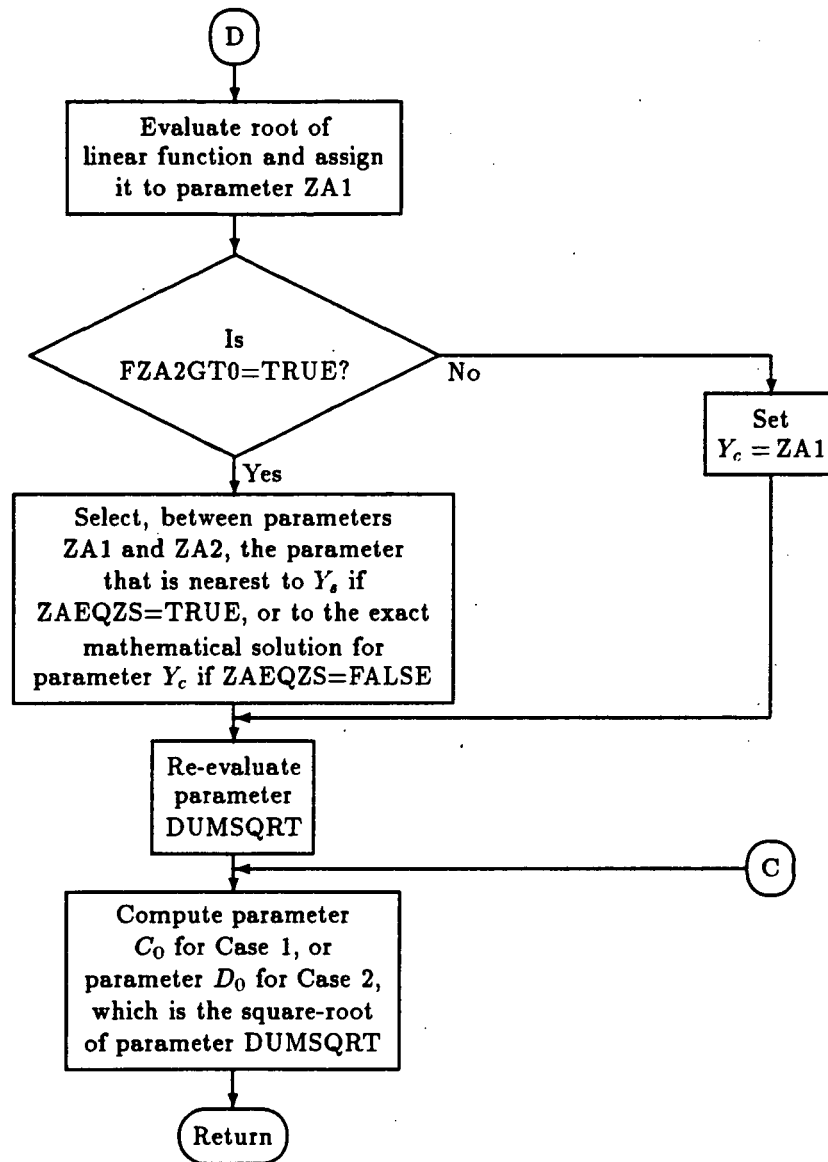 D
Evaluate root of
linear function and assign
it to parameter ZA1
Is
FZA2GT0=TRUE?
No
Set
Y_c = ZA1
Yes
Select, between parameters
ZA1 and ZA2, the parameter
that is nearest to Y_s if
ZAEQZS=TRUE, or to the exact
mathematical solution for
parameter Y_c if ZAEQZS=FALSE
Re-evaluate
parameter
DUMSQRT
C
Compute parameter
C_0 for Case 1, or
parameter D_0 for Case 2,
which is the square-root
of parameter DUMSQRT
Return